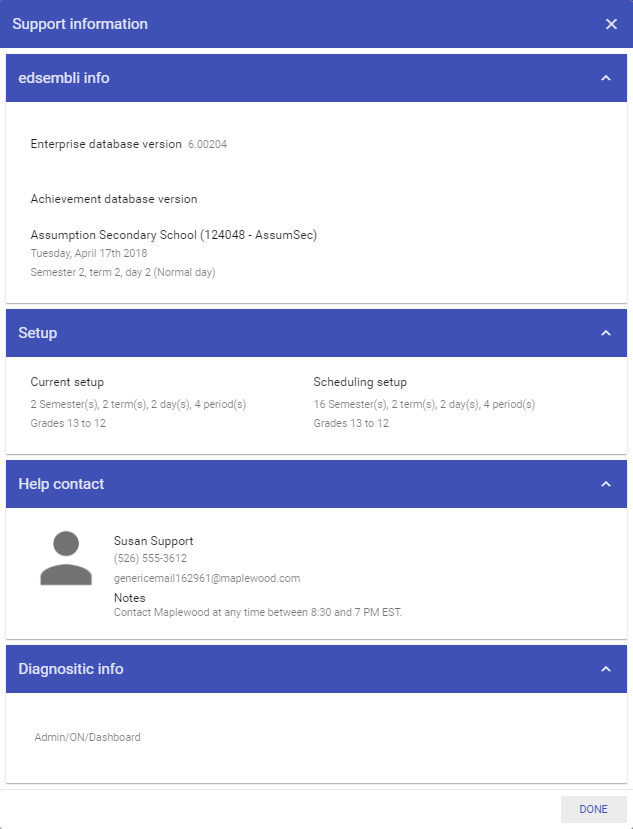 Support information
edsembli info
Enterprise database version 6.00204
Achievement database version
Assumption Secondary School (124048 - AssumSec)
Tuesday, April 17th 2018
Semester 2, term 2, day 2 (Normal day)
Setup
Current setup
2 Semester(s), 2 term(s), 2 day(s), 4 period(s)
Grades 13 to 12
Scheduling setup
16 Semester(s), 2 term(s), 2 day(s), 4 period(s)
Grades 13 to 12
Help contact
Susan Support
(526) 555-3612
genericemail162961@maplewood.com
Notes
Contact Maplewood at any time between 8:30 and 7 PM EST.
Diagnositic info
Admin/ON/Dashboard
DONE